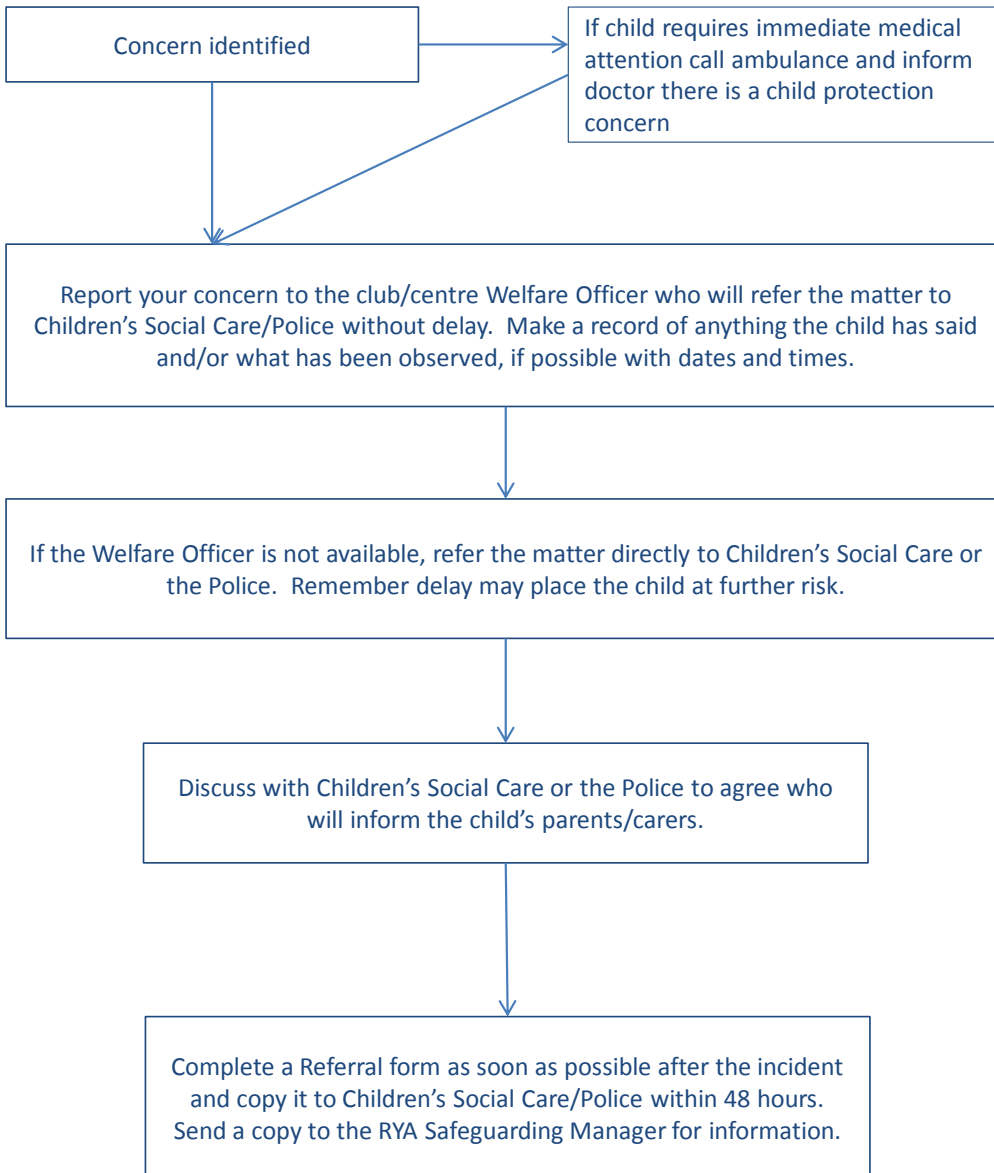 Concern identified
If child requires immediate medical
attention call ambulance and inform
doctor there is a child protection
concern
Report your concern to the club/centre Welfare Officer who will refer the matter to
Children’s Social Care/Police without delay.  Make a record of anything the child has said
and/or what has been observed, if possible with dates and times.
If the Welfare Officer is not available, refer the matter directly to Children’s Social Care or
the Police.  Remember delay may place the child at further risk.
Discuss with Children’s Social Care or the Police to agree who
will inform the child’s parents/carers.
Complete a Referral form as soon as possible after the incident
and copy it to Children’s Social Care/Police within 48 hours.
Send a copy to the RYA Safeguarding Manager for information.